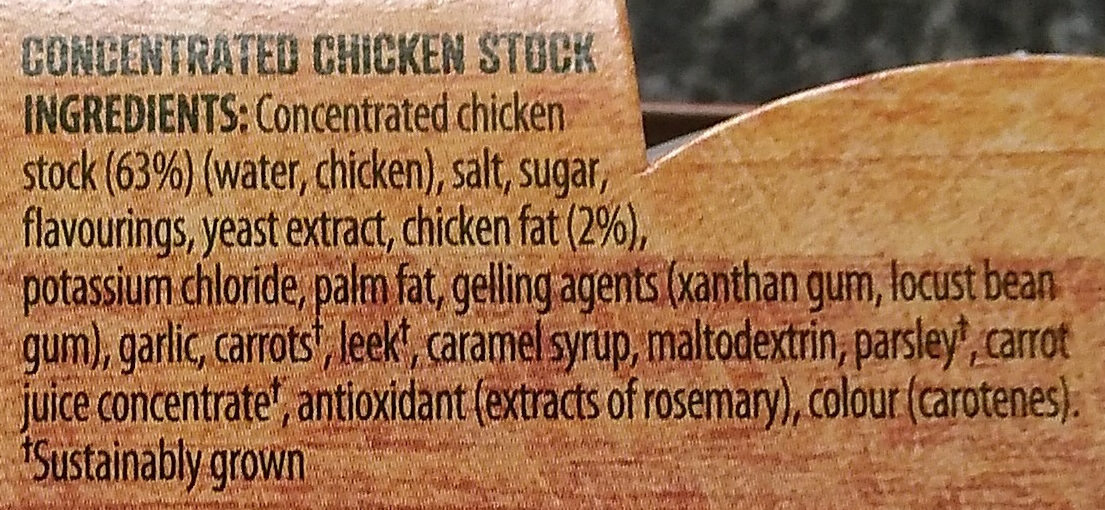 CONCENTRATED CHICKEN STOCK
INGREDIENTS: Concentrated chicken
stock (63%) (water, chicken), salt, sugar,
flavourings, yeast extract, chicken fat (2%),
potassium chloride, palm fat, gelling agents (xanthan gum, locust bean
gum), garlic, carrots†, leek†, caramel syrup, maltodextrin, parsley†, carrot
juice concentrate†, antioxidant (extracts of rosemary), colour (carotenes).
†Sustainably grown